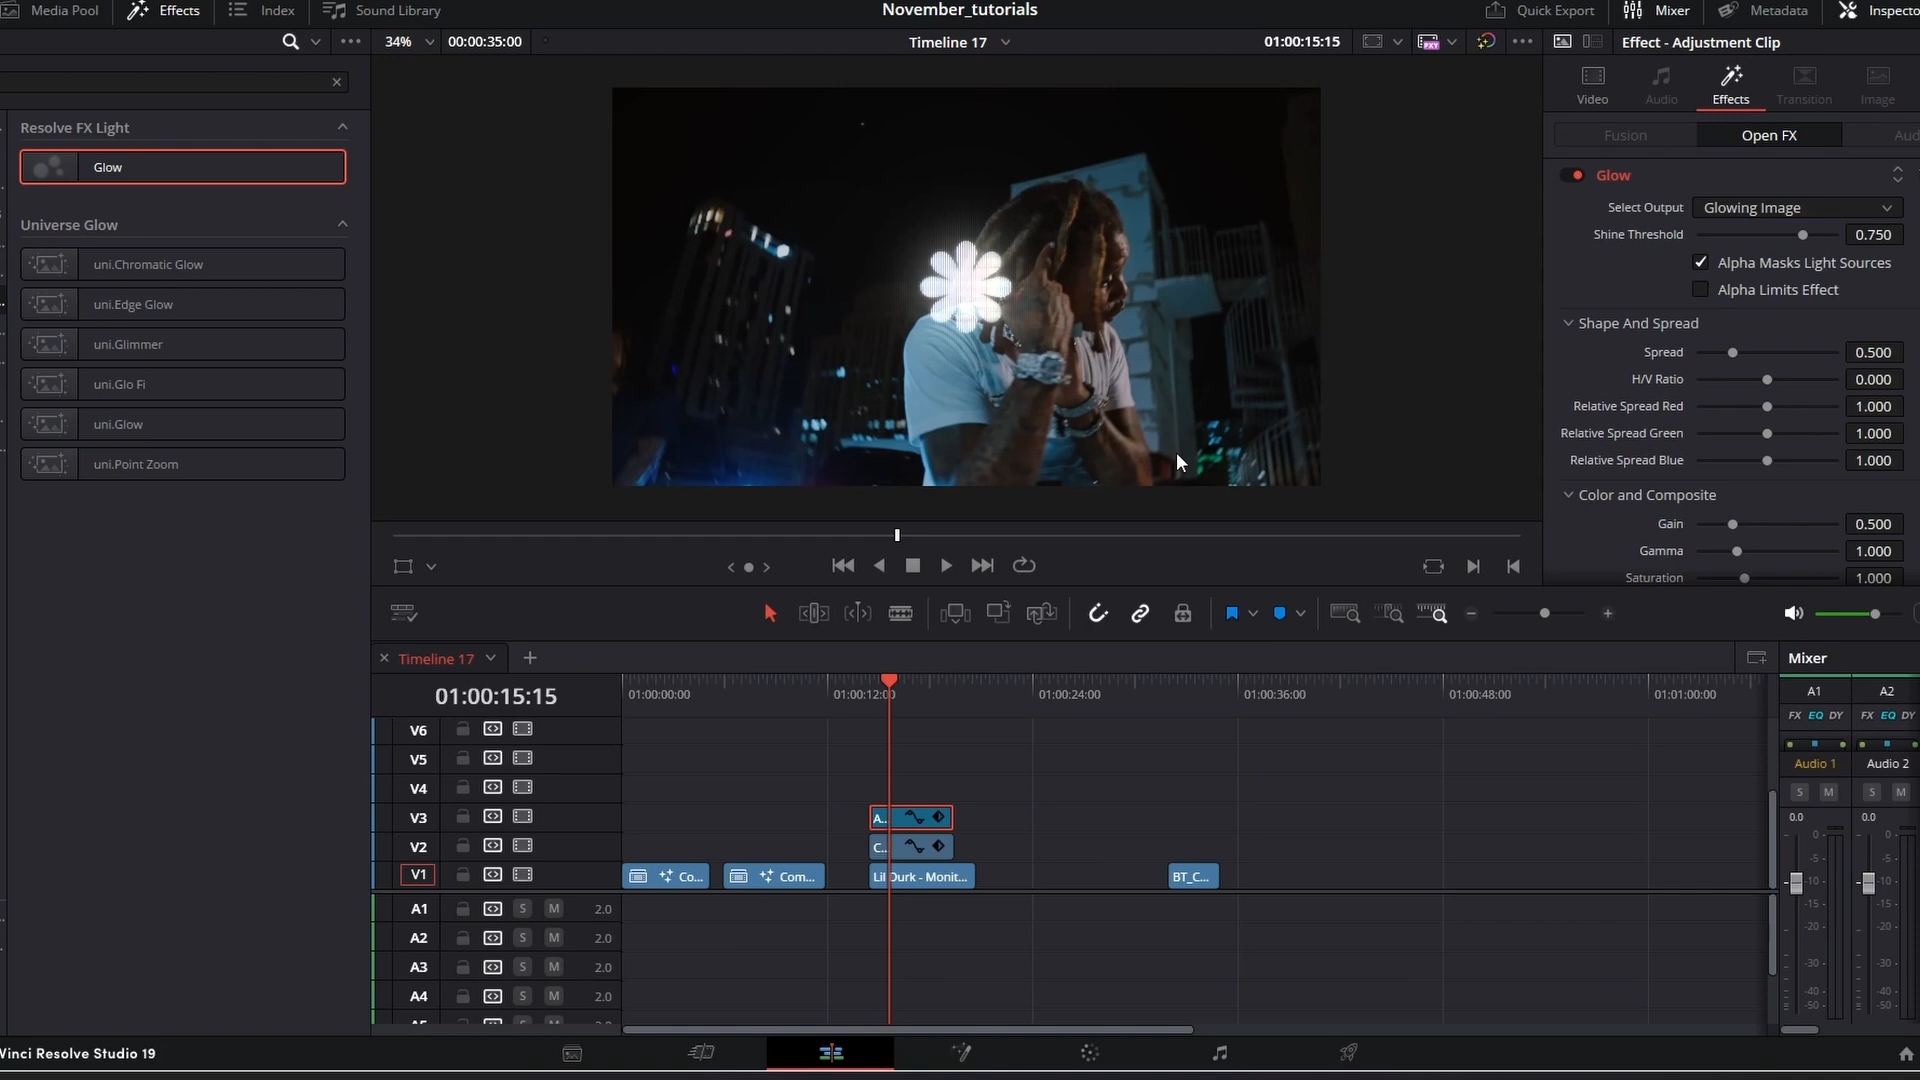 Media Pool
Effects
Index
Sound Library
November_tutorials
Quick Export
Mixer
Metadata
Inspecto
34%
00:00:35:00
Timeline 17
01:00:15:15
PXY
Effect - Adjustment Clip
Video
Audio
Effects
Transition
Image
Fusion
Open FX
Aud
Resolve FX Light
Glow
Universe Glow
uni.Chromatic Glow
uni.Edge Glow
uni.Glimmer
uni.Glo Fi
uni.Glow
uni.Point Zoom
Glow
Select Output
Glowing Image
Shine Threshold
0.750
Alpha Masks Light Sources
Alpha Limits Effect
Shape And Spread
Spread
0.500
H/V Ratio
0.000
Relative Spread Red
1.000
Relative Spread Green
1.000
Relative Spread Blue
1.000
Color and Composite
Gain
0.500
Gamma
1.000
Saturation
1.000
Timeline 17
01:00:15:15
01:00:00:00
01:00:12:00
01:00:24:00
01:00:36:00
01:00:48:00
01:01:00:00
V6
V5
V4
V3
A..
V2
C..
V1
Co...
Com...
Lil Durk - Monit...
BT_C...
A1 S M 2.0
A2 S M 2.0
A3 S M 2.0
A4 S M 2.0
Mixer
A1 A2
FX EQ DY FX EQ DY
Audio 1 Audio 2
S M S M
0.0 0.0
0 0
-5 -5
-10 -10
-15 -15
-20 -20
-30 -30
-40 -40
-50 -50
Vinci Resolve Studio 19